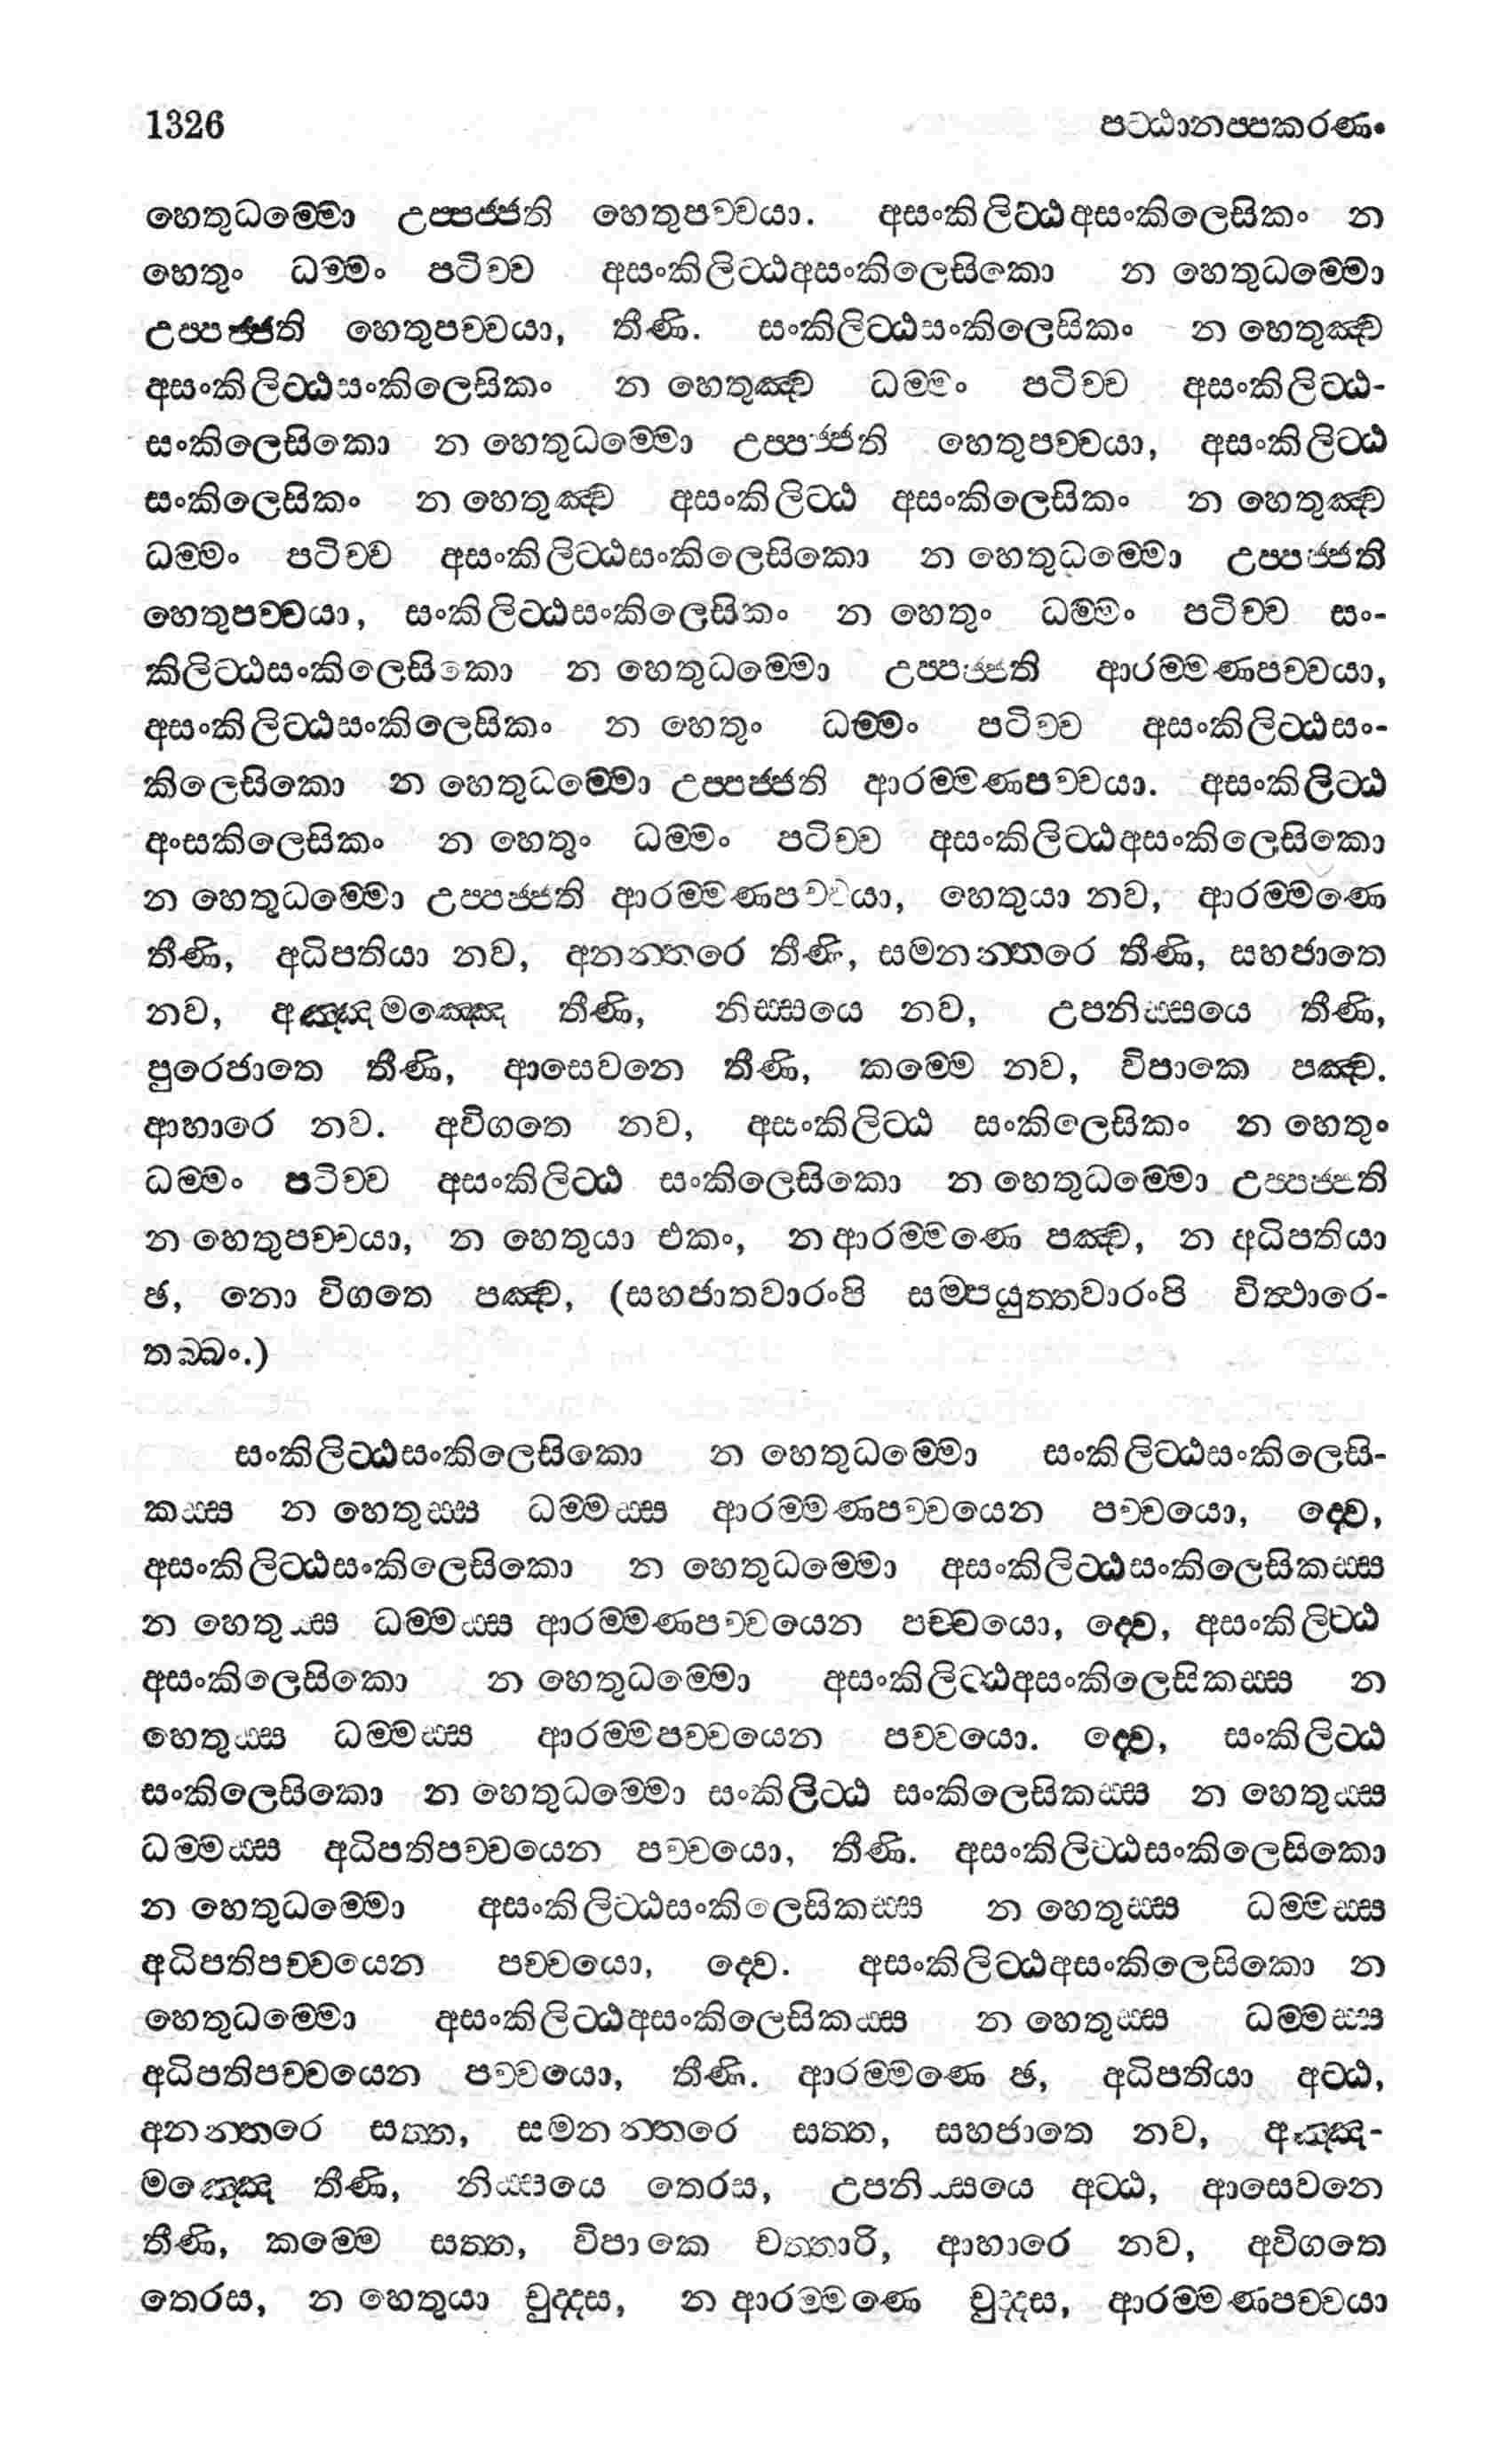 1326 පට්ඨානප්පකරණං
හෙතුධම්මො උප්පජ්ජති හෙතුපච්චයා. අසංකිලිට්ඨඅසංකිලෙසිකං න
හෙතුං ධම්මං පටිච්ච අසංකිලිට්ඨඅසංකිලෙසිකො න හෙතුධම්මො
උප්පජ්ජති හෙතුපච්චයා, තීණි. සංකිලිට්ඨසංකිලෙසිකං න හෙතුඤ්ච
අසංකිලිට්ඨසංකිලෙසිකං න හෙතුඤ්ච ධම්මං පටිච්ච අසංකිලිට්ඨ-
සංකිලෙසිකො න හෙතුධම්මො උප්පජ්ජති හෙතුපච්චයා, අසංකිලිට්ඨ
සංකිලෙසිකං න හෙතුඤ්ච අසංකිලිට්ඨ අසංකිලෙසිකං න හෙතුඤ්ච
ධම්මං පටිච්ච අසංකිලිට්ඨසංකිලෙසිකො න හෙතුධම්මො උප්පජ්ජති
හෙතුපච්චයා, සංකිලිට්ඨසංකිලෙසිකං න හෙතුං ධම්මං පටිච්ච සං-
කිලිට්ඨසංකිලෙසිකො න හෙතුධම්මො උප්පජ්ජති ආරම්මණපච්චයා,
අසංකිලිට්ඨසංකිලෙසිකං න හෙතුං ධම්මං පටිච්ච අසංකිලිට්ඨසං-
කිලෙසිකො න හෙතුධම්මො උප්පජ්ජති ආරම්මණපච්චයා. අසංකිලිට්ඨ
අංසකිලෙසිකං න හෙතුං ධම්මං පටිච්ච අසංකිලිට්ඨඅසංකිලෙසිකො
න හෙතුධම්මො උප්පජ්ජති ආරම්මණපච්චයා, හෙතුයා නව, ආරම්මණෙ
තීණි, අධිපතියා නව, අනන්තරෙ තීණි, සමනන්තරෙ තීණි, සහජාතෙ
නව, අඤ්ඤමඤ්ඤෙ තීණි, නිස්සයෙ නව, උපනිස්සයෙ තීණි,
පුරෙජාතෙ තීණි, ආසෙවනෙ තීණි, කම්මෙ නව, විපාකෙ පඤ්ච.
ආහාරෙ නව. අවිගතෙ නව, අසංකිලිට්ඨ සංකිලෙසිකං න හෙතුං
ධම්මං පටිච්ච අසංකිලිට්ඨ සංකිලෙසිකො න හෙතුධම්මො උප්පජ්ජති
න හෙතුපච්චයා, න හෙතුයා එකං, න ආරම්මණෙ පඤ්ච, න අධිපතියා
ඡ, නො විගතෙ පඤ්ච, (සහජාතවාරංපි සම්පයුත්තවාරංපි විත්ථාරෙ-
තබ්බං.)
සංකිලිට්ඨසංකිලෙසිකො න හෙතුධම්මො සංකිලිට්ඨසංකිලෙසි-
කස්ස න හෙතුස්ස ධම්මස්ස ආරම්මණපච්චයෙන පච්චයො, ද්වෙ,
අසංකිලිට්ඨසංකිලෙසිකො න හෙතුධම්මො අසංකිලිට්ඨසංකිලෙසිකස්ස
න හෙතුස්ස ධම්මස්ස ආරම්මණපච්චයෙන පච්චයො, ද්වෙ, අසංකිලිට්ඨ
අසංකිලෙසිකො න හෙතුධම්මො අසංකිලිට්ඨඅසංකිලෙසිකස්ස න
හෙතුස්ස ධම්මස්ස ආරම්මපච්චයෙන පච්චයො. ද්වෙ, සංකිලිට්ඨ
සංකිලෙසිකො න හෙතුධම්මො සංකිලිට්ඨ සංකිලෙසිකස්ස න හෙතුස්ස
ධම්මස්ස අධිපතිපච්චයෙන පච්චයො, තීණි. අසංකිලිට්ඨසංකිලෙසිකො
න හෙතුධම්මො අසංකිලිට්ඨසංකිලෙසිකස්ස න හෙතුස්ස ධම්මස්ස
අධිපතිපච්චයෙන පච්චයො, ද්වෙ. අසංකිලිට්ඨඅසංකිලෙසිකො න
හෙතුධම්මො අසංකිලිට්ඨඅසංකිලෙසිකස්ස න හෙතුස්ස ධම්මස්ස
අධිපතිපච්චයෙන පච්චයො, තීණි. ආරම්මණෙ ඡ, අධිපතියා අට්ඨ,
අනන්තරෙ සත්ත, සමනන්තරෙ සත්ත, සහජාතෙ නව, අඤ්ඤ-
මඤ්ඤෙ තීණි, නිස්සයෙ තෙරස, උපනිස්සයෙ අට්ඨ, ආසෙවනෙ
තීණි, කම්මෙ සත්ත, විපාකෙ චත්තාරි, ආහාරෙ නව, අවිගතෙ
තෙරස, න හෙතුයා චුද්දස, න ආරම්මණෙ චුද්දස, ආරම්මණපච්චයා